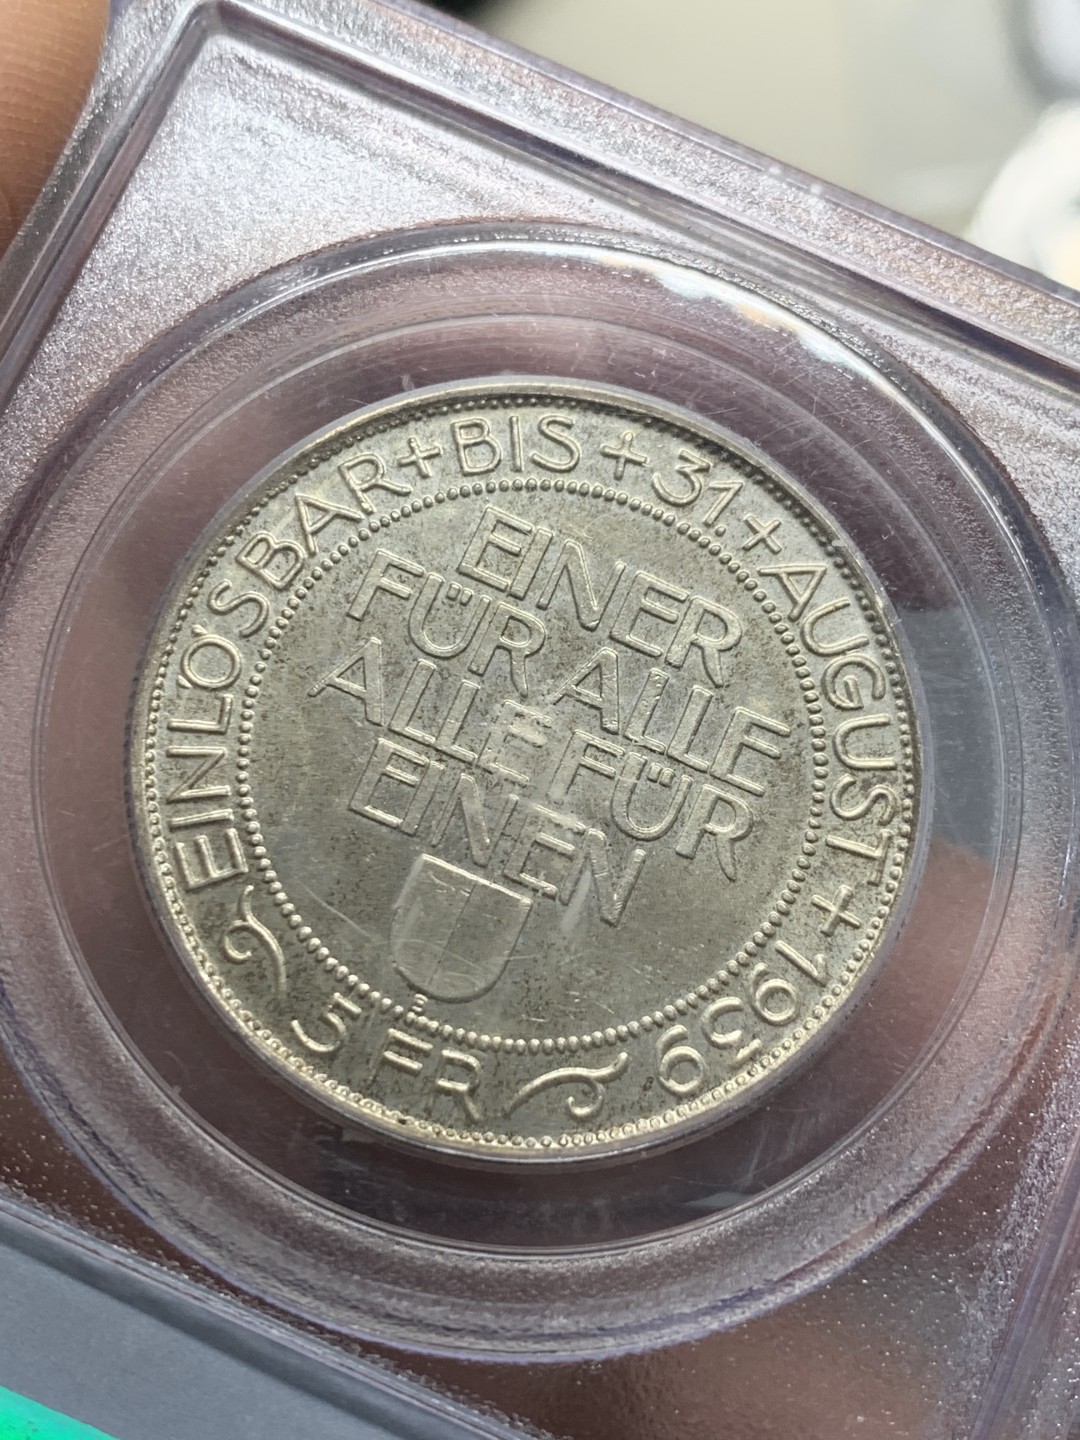 EINLÖSBAR + BIS + 31. + AUGUST + 1939
5 FR
EINER
FÜR ALLE
ALLE FÜR
EINEN